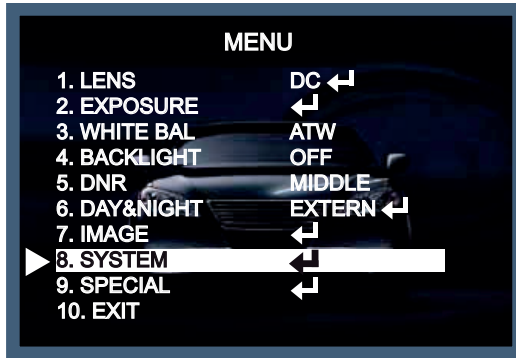 MENU
1. LENS DC
2. EXPOSURE
3. WHITE BAL ATW
4. BACKLIGHT OFF
5. DNR MIDDLE
6. DAY&NIGHT EXTERN
7. IMAGE
8. SYSTEM
9. SPECIAL
10. EXIT